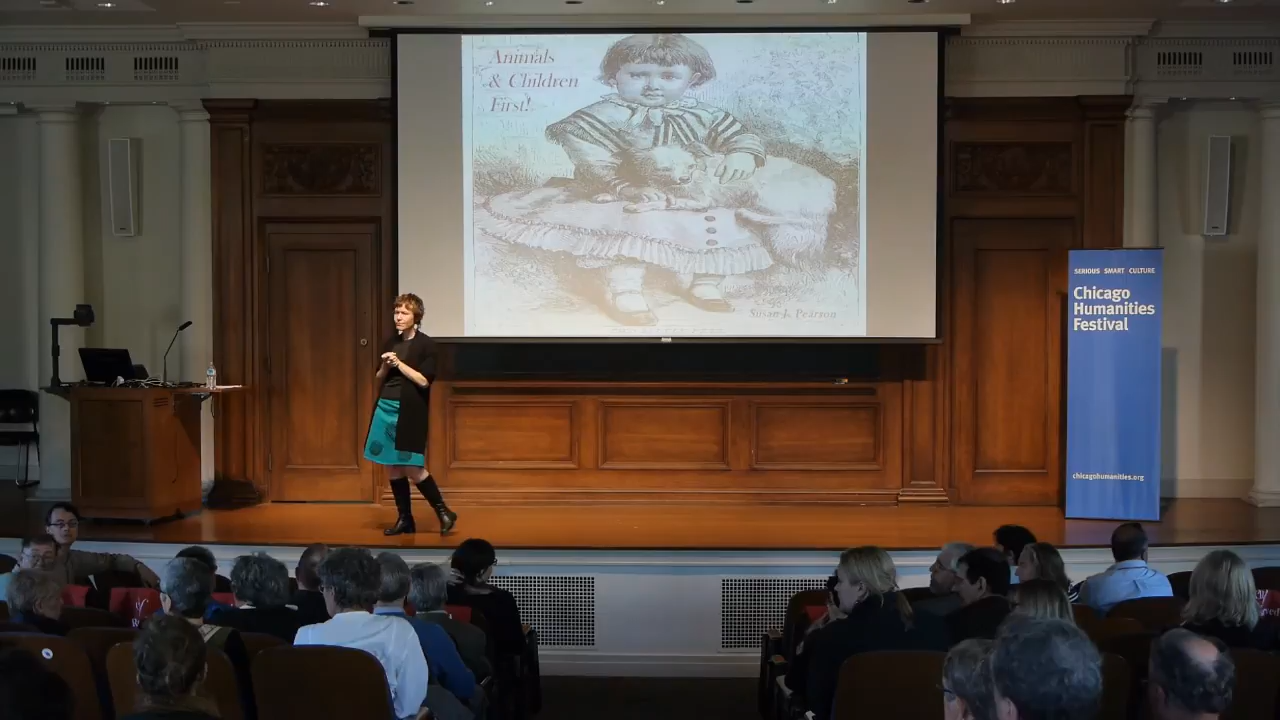 Animals
& Children
First!
Susan J. Pearson
SERIOUS SMART CULTURE
Chicago
Humanities
Festival
chicagohumanities.org